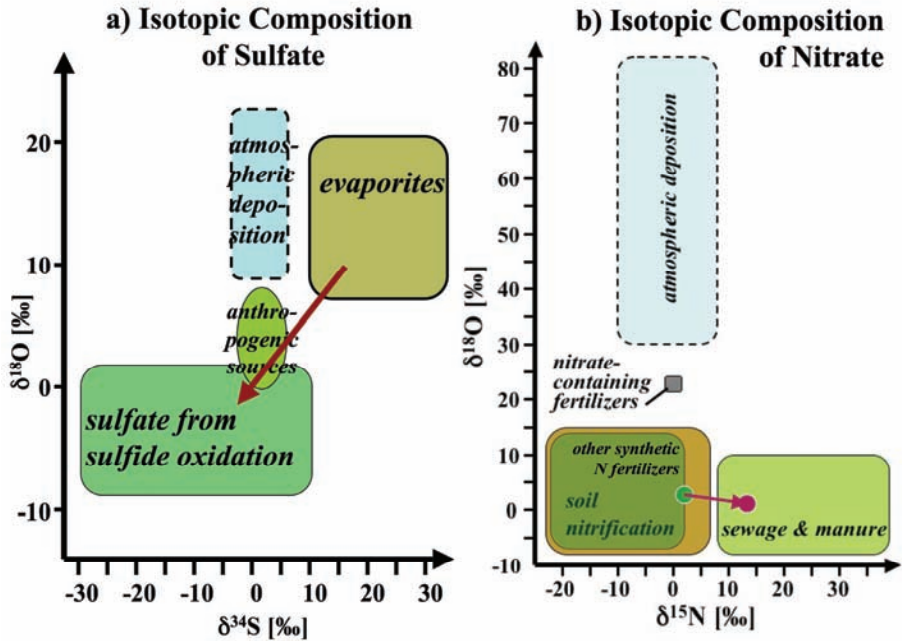 a) Isotopic Composition
of Sulfate
δ¹⁸O [‰]
20
10
0
-10
atmos-
pheric
depo-
sition
evaporites
anthro-
pogenic
sources
sulfate from
sulfide oxidation
-30 -20 -10 0 10 20 30
δ³⁴S [‰]
b) Isotopic Composition
of Nitrate
δ¹⁸O [‰]
80
70
60
50
40
30
20
10
0
-10
atmospheric deposition
nitrate-
containing
fertilizers
other synthetic
N fertilizers
soil
nitrification
sewage & manure
-20 -10 0 10 20 30
δ¹⁵N [‰]